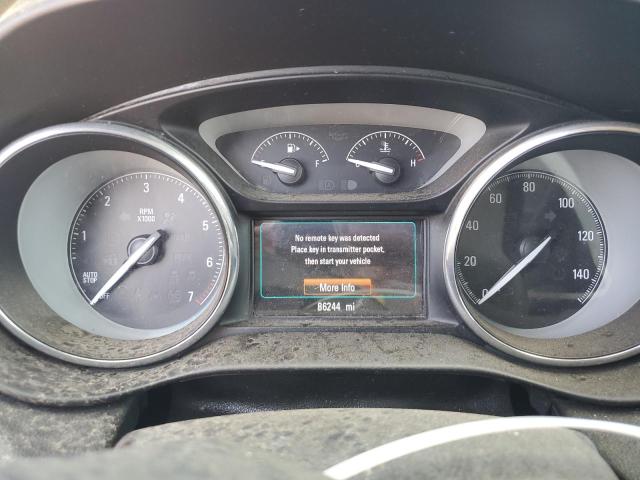 F
C
H
RPM
X1000
1
2
3
4
5
6
7
AUTO
STOP
OFF
No remote key was detected
Place key in transmitter pocket,
then start your vehicle
More Info
86244 mi
0
20
40
60
80
100
120
140